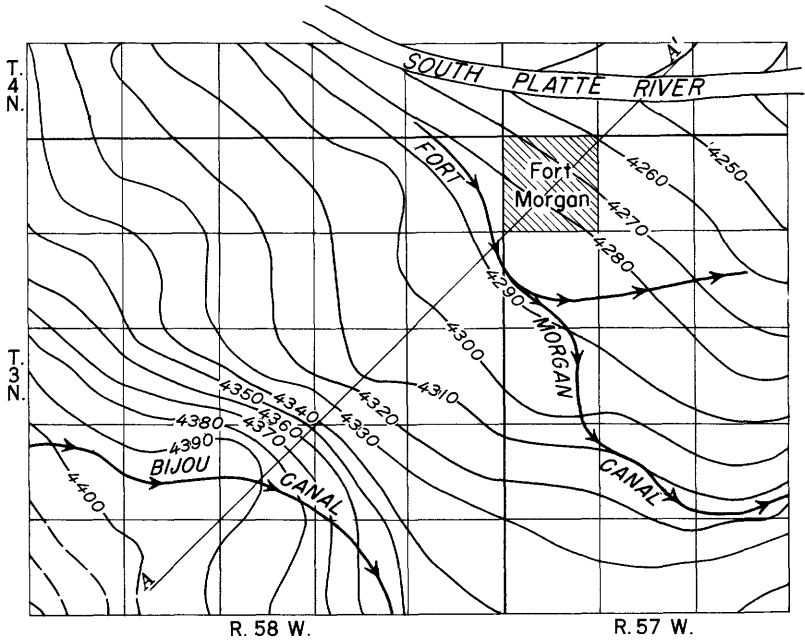 A'
SOUTH PLATTE RIVER
T.
4
N.
FORT
Fort
Morgan
4260
4250
4270
4280
4290
MORGAN
4300
T.
3
N.
4310
4350
4340
4320
4380
4360
4330
4390
4370
BIJOU
CANAL
CANAL
4400
A
R. 58 W.
R. 57 W.